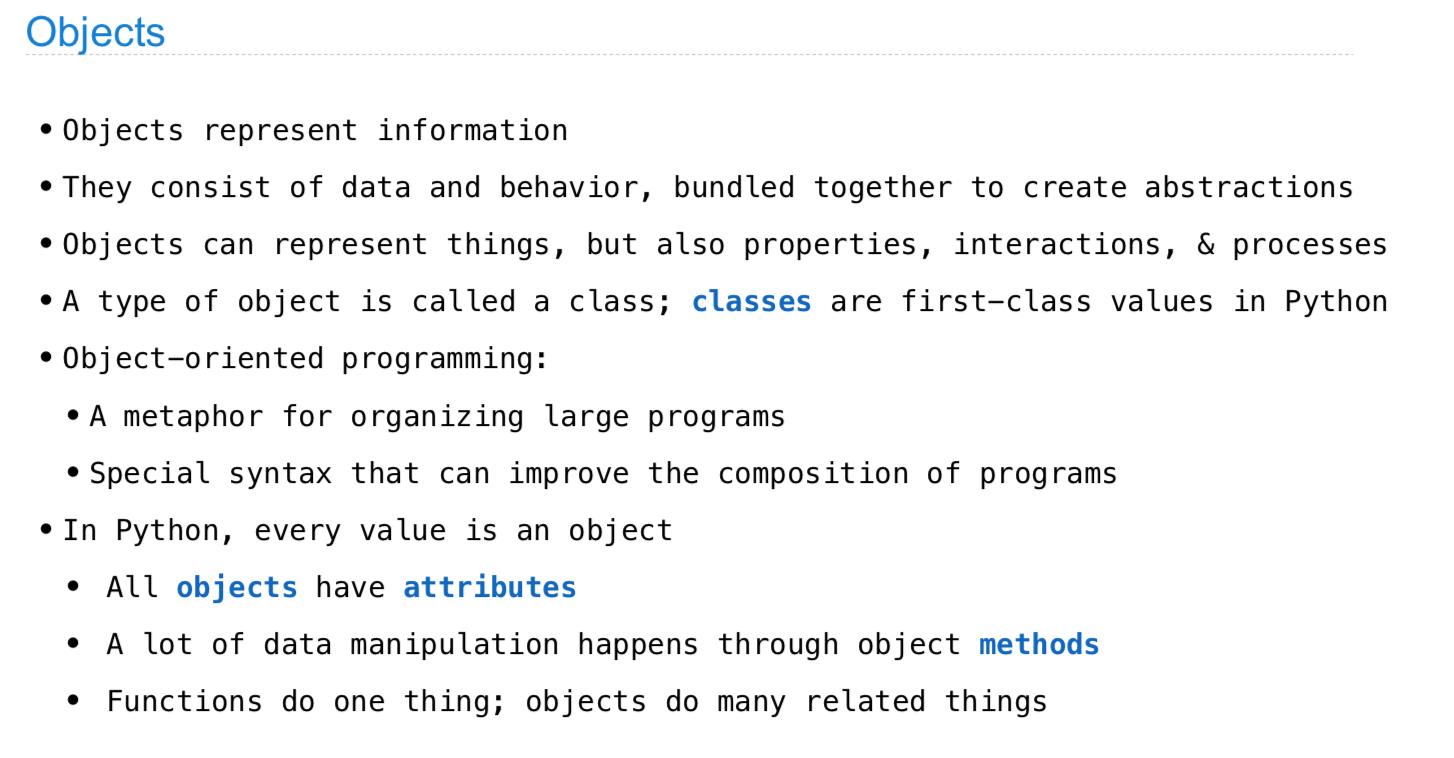 Objects
• Objects represent information
• They consist of data and behavior, bundled together to create abstractions
• Objects can represent things, but also properties, interactions, & processes
• A type of object is called a class; classes are first-class values in Python
• Object-oriented programming:
• A metaphor for organizing large programs
• Special syntax that can improve the composition of programs
• In Python, every value is an object
• All objects have attributes
• A lot of data manipulation happens through object methods
• Functions do one thing; objects do many related things